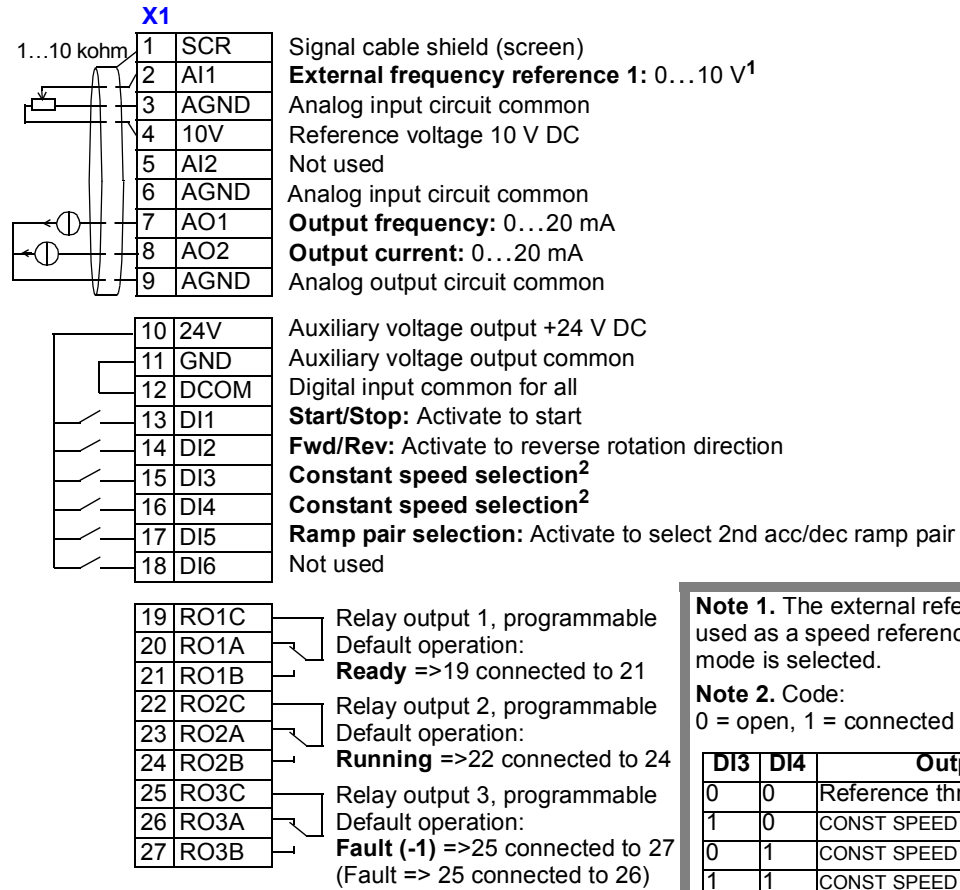 X1
1…10 kohm
1 SCR Signal cable shield (screen)
2 AI1 External frequency reference 1: 0…10 V1
3 AGND Analog input circuit common
4 10V Reference voltage 10 V DC
5 AI2 Not used
6 AGND Analog input circuit common
7 AO1 Output frequency: 0…20 mA
8 AO2 Output current: 0…20 mA
9 AGND Analog output circuit common
10 24V Auxiliary voltage output +24 V DC
11 GND Auxiliary voltage output common
12 DCOM Digital input common for all
13 DI1 Start/Stop: Activate to start
14 DI2 Fwd/Rev: Activate to reverse rotation direction
15 DI3 Constant speed selection2
16 DI4 Constant speed selection2
17 DI5 Ramp pair selection: Activate to select 2nd acc/dec ramp pair
18 DI6 Not used
19 RO1C Relay output 1, programmable
20 RO1A Default operation:
21 RO1B Ready =>19 connected to 21
22 RO2C Relay output 2, programmable
23 RO2A Default operation:
24 RO2B Running =>22 connected to 24
25 RO3C Relay output 3, programmable
26 RO3A Default operation:
27 RO3B Fault (-1) =>25 connected to 27
(Fault => 25 connected to 26)
Note 1. The external refe
used as a speed referenc
mode is selected.
Note 2. Code:
0 = open, 1 = connected
DI3 DI4 Outp
0 0 Reference thr
1 0 CONST SPEED
0 1 CONST SPEED
1 1 CONST SPEED